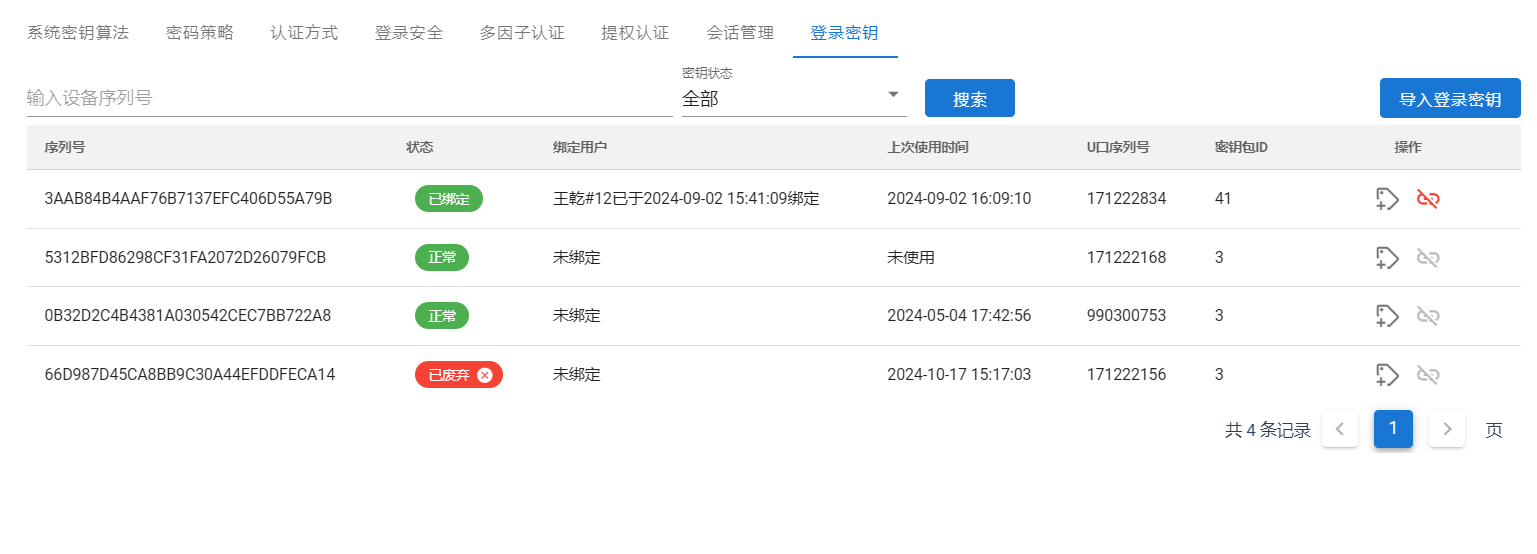 系统密钥算法 密码策略 认证方式 登录安全 多因子认证 提权认证 会话管理 登录密钥
密钥状态
输入设备序列号 全部 搜索 导入登录密钥
序列号 状态 绑定用户 上次使用时间 U口序列号 密钥包ID 操作
3AAB84B4AAF76B7137EFC406D55A79B 已绑定 王乾#12已于2024-09-02 15:41:09绑定 2024-09-02 16:09:10 171222834 41
5312BFD86298CF31FA2072D26079FCB 正常 未绑定 未使用 171222168 3
0B32D2C4B4381A030542CEC7BB722A8 正常 未绑定 2024-05-04 17:42:56 990300753 3
66D987D45CA8BB9C30A44EFDDFECA14 已废弃 未绑定 2024-10-17 15:17:03 171222156 3
共 4 条记录 1 页